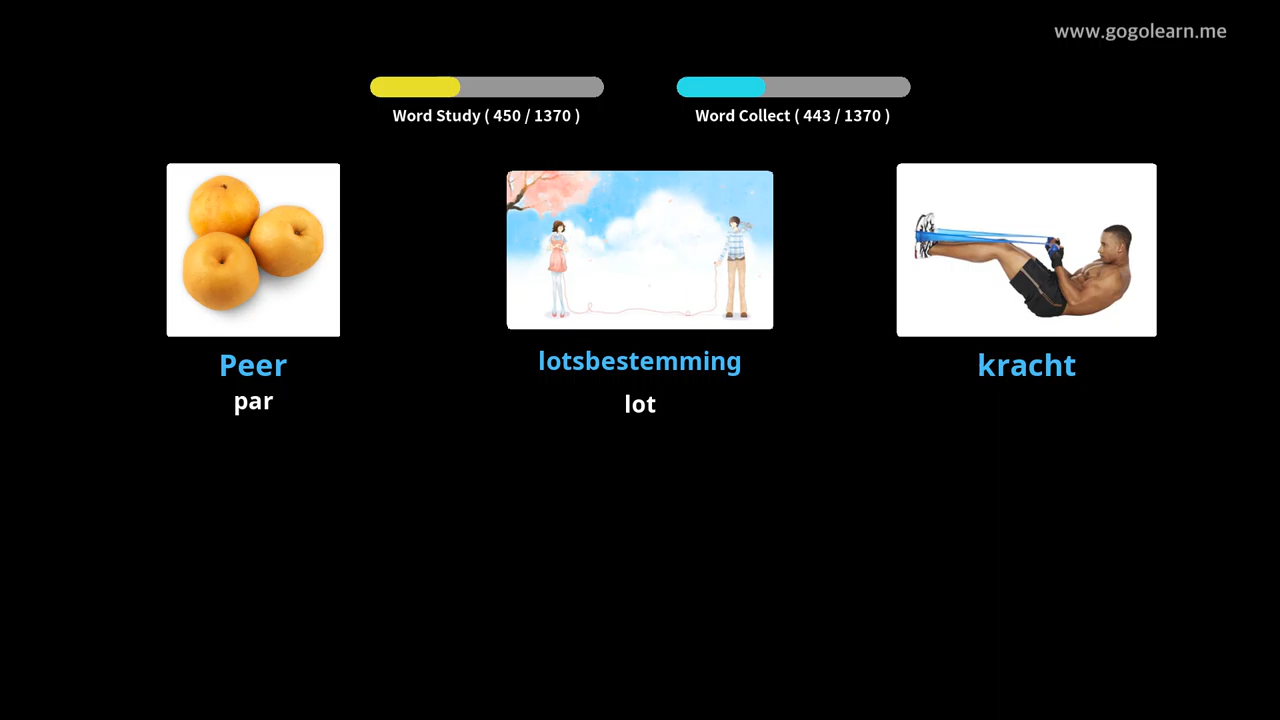 www.gogolearn.me
Word Study ( 450 / 1370 )
Word Collect ( 443 / 1370 )
Peer
par
lotsbestemming
lot
kracht